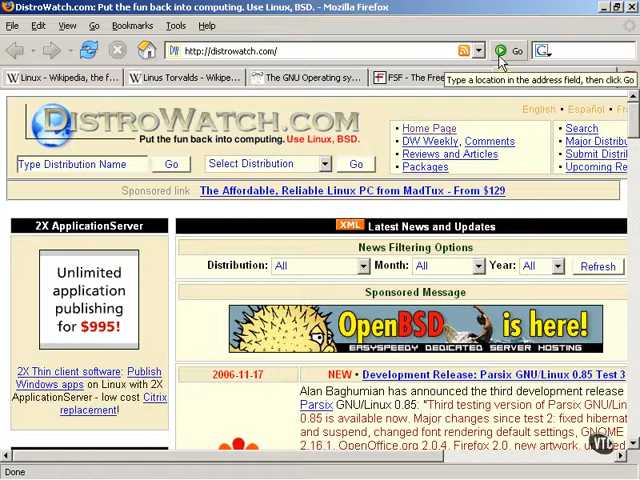 DistroWatch.com: Put the fun back into computing. Use Linux, BSD. - Mozilla Firefox
File Edit View Go Bookmarks Tools Help
http://distrowatch.com/ Go
Linux - Wikipedia, the f... Linus Torvalds - Wikipe... The GNU Operating sy... FSF - The Free
Type a location in the address field, then click Go
English · Español ·
DISTROWATCH.COM
Put the fun back into computing. Use Linux, BSD.
Type Distribution Name Go Select Distribution Go
• Home Page
• DW Weekly, Comments
• Reviews and Articles
• Packages
• Search
• Major Distribu
• Submit Distri
• Upcoming Re
Sponsored link The Affordable, Reliable Linux PC from MadTux - From $129
2X ApplicationServer
Unlimited
application
publishing
for $995!
2X Thin client software: Publish
Windows apps on Linux with 2X
ApplicationServer - low cost Citrix
replacement!
XML Latest News and Updates
News Filtering Options
Distribution: All Month: All Year: All Refresh
Sponsored Message
OpenBSD is here!
EASYSPEEDY DEDICATED SERVER HOSTING
2006-11-17 NEW • Development Release: Parsix GNU/Linux 0.85 Test 3
Alan Baghumian has announced the third development release
Parsix GNU/Linux 0.85: "Third testing version of Parsix GNU/Lin
0.85 is available now. Major changes since test 2: fixed hibernat
and suspend, changed font rendering default settings, GNOME
2.16.1, OpenOffice.org 2.0.4, Firefox 2.0, new artwork, updated
VTC
Done